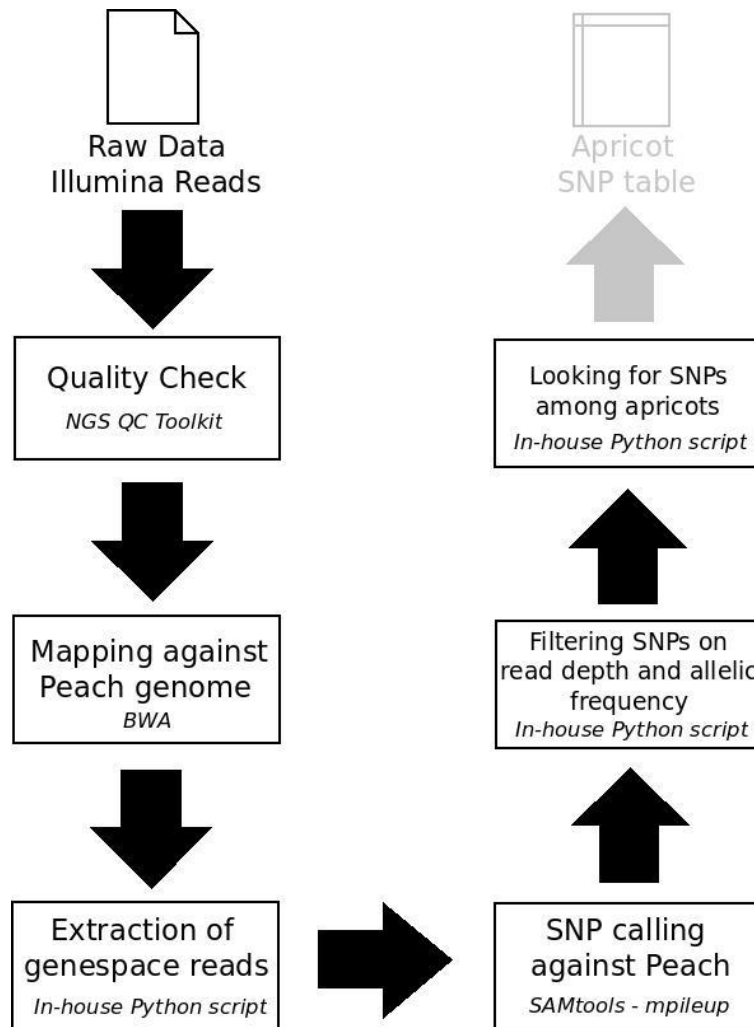 Raw Data
Illumina Reads
Quality Check
NGS QC Toolkit
Mapping against
Peach genome
BWA
Extraction of
genespace reads
In-house Python script
SNP calling
against Peach
SAMtools - mpileup
Filtering SNPs on
read depth and allelic
frequency
In-house Python script
Looking for SNPs
among apricots
In-house Python script
Apricot
SNP table